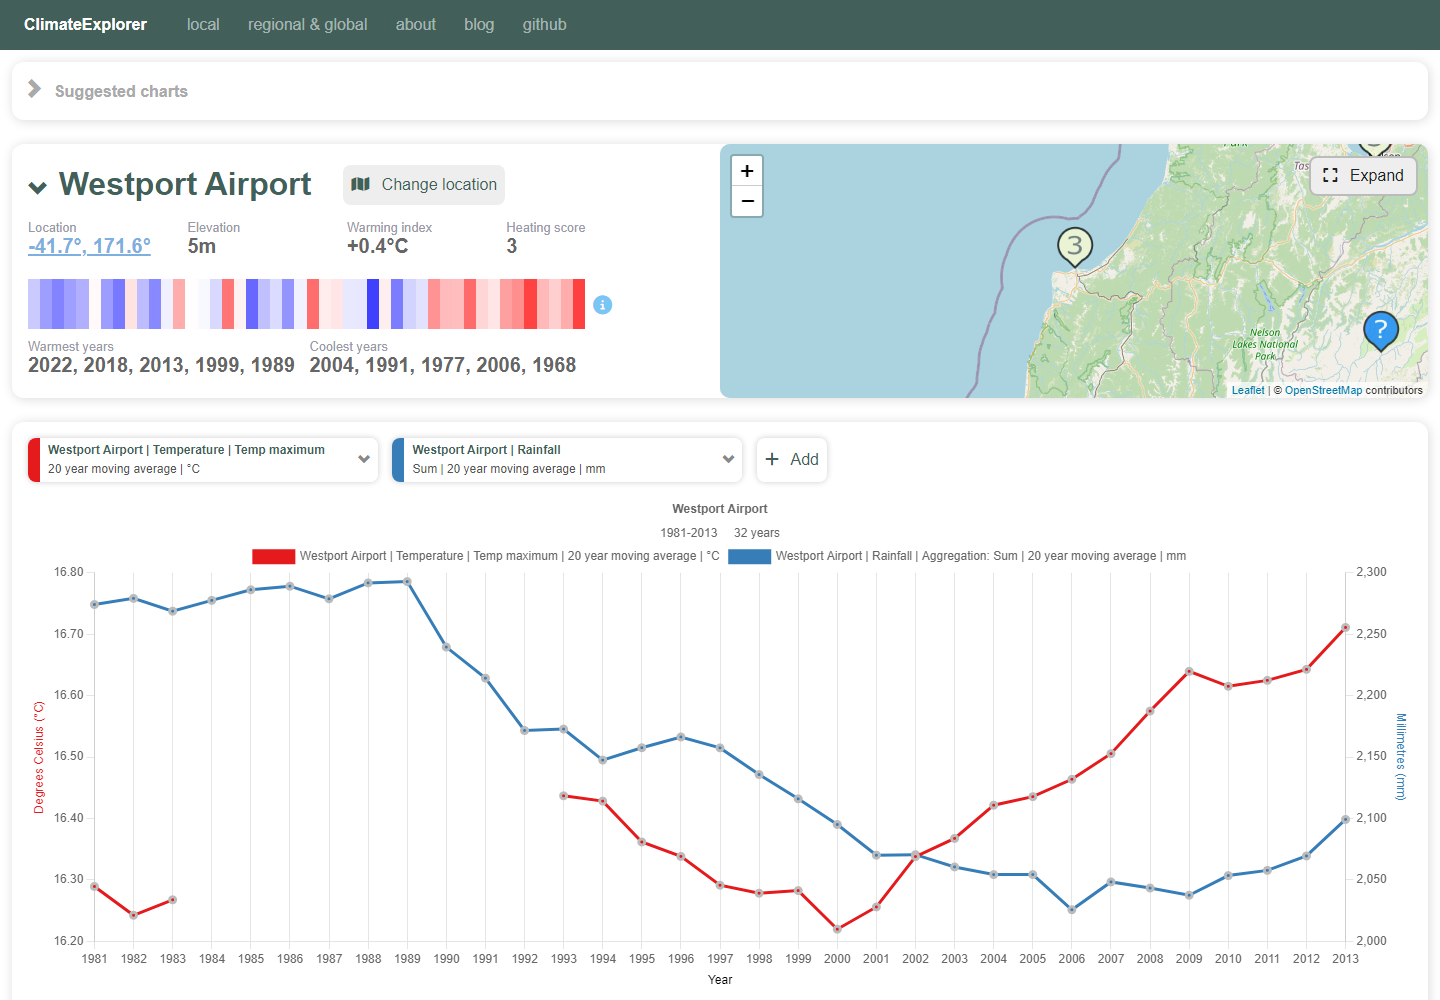 ClimateExplorer local regional & global about blog github
Suggested charts
Westport Airport
Change location
Location Elevation Warming index Heating score
-41.7°, 171.6° 5m +0.4°C 3
Warmest years Coolest years
2022, 2018, 2013, 1999, 1989 2004, 1991, 1977, 2006, 1968
+
−
Park
Expand
3
?
Nelson
Lakes National
Park
Leaflet | © OpenStreetMap contributors
Westport Airport | Temperature | Temp maximum
20 year moving average | °C
Westport Airport | Rainfall
Sum | 20 year moving average | mm
+ Add
Westport Airport
1981-2013 32 years
Westport Airport | Temperature | Temp maximum | 20 year moving average | °C Westport Airport | Rainfall | Aggregation: Sum | 20 year moving average | mm
16.80 2,300
16.70 2,250
16.60 2,200
16.50 2,150
16.40 2,100
16.30 2,050
16.20 2,000
Degrees Celsius (°C)
Millimetres (mm)
1981 1982 1983 1984 1985 1986 1987 1988 1989 1990 1991 1992 1993 1994 1995 1996 1997 1998 1999 2000 2001 2002 2003 2004 2005 2006 2007 2008 2009 2010 2011 2012 2013
Year